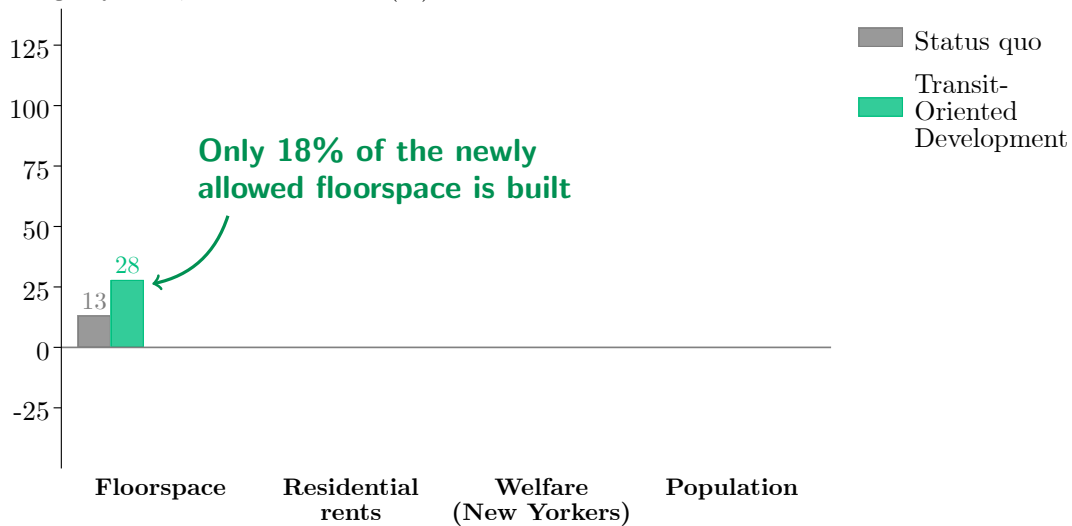 125
100
75
50
25
0
-25
Status quo
Transit-
Oriented
Development
Only 18% of the newly
allowed floorspace is built
13
28
Floorspace
Residential
rents
Welfare
(New Yorkers)
Population